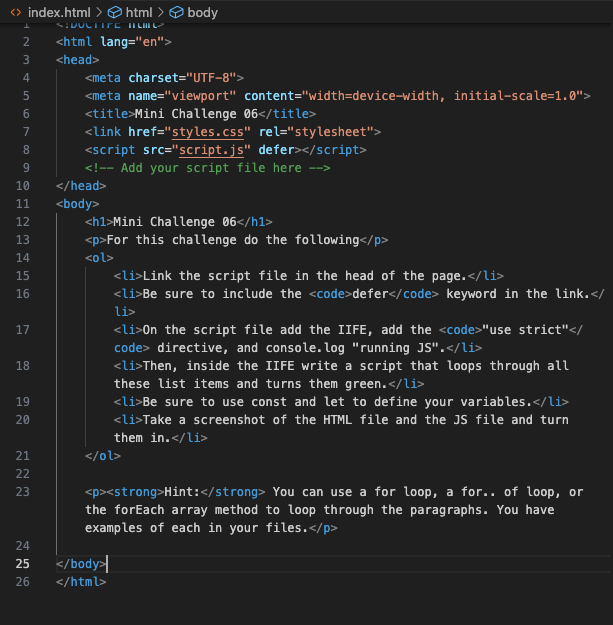 index.html > html > body
1 <!DOCTYPE html>
2 <html lang="en">
3 <head>
4 <meta charset="UTF-8">
5 <meta name="viewport" content="width=device-width, initial-scale=1.0">
6 <title>Mini Challenge 06</title>
7 <link href="styles.css" rel="stylesheet">
8 <script src="script.js" defer></script>
9 <!-- Add your script file here -->
10 </head>
11 <body>
12 <h1>Mini Challenge 06</h1>
13 <p>For this challenge do the following</p>
14 <ol>
15 <li>Link the script file in the head of the page.</li>
16 <li>Be sure to include the <code>defer</code> keyword in the link.</
li>
17 <li>On the script file add the IIFE, add the <code>"use strict"</
code> directive, and console.log "running JS".</li>
18 <li>Then, inside the IIFE write a script that loops through all
these list items and turns them green.</li>
19 <li>Be sure to use const and let to define your variables.</li>
20 <li>Take a screenshot of the HTML file and the JS file and turn
them in.</li>
21 </ol>
22
23 <p><strong>Hint:</strong> You can use a for loop, a for.. of loop, or
the forEach array method to loop through the paragraphs. You have
examples of each in your files.</p>
24
25 </body>
26 </html>